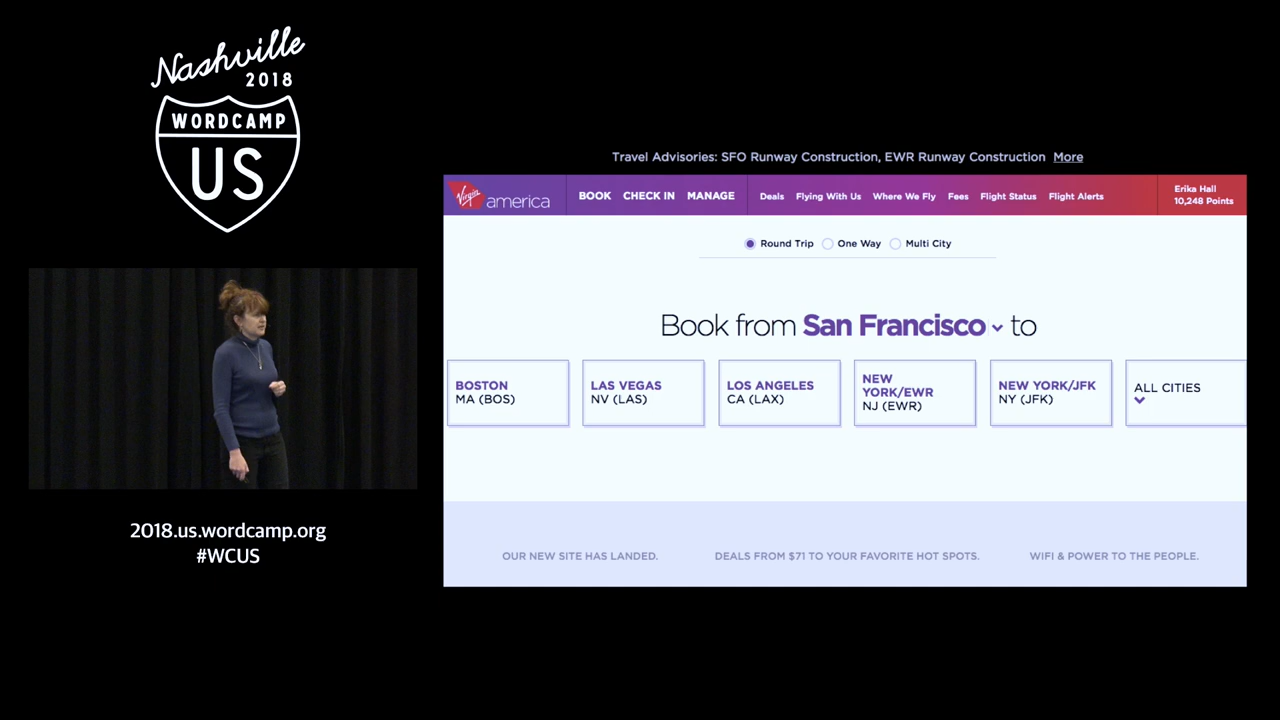 Nashville
2018
WORDCAMP
US
2018.us.wordcamp.org
#WCUS
Travel Advisories: SFO Runway Construction, EWR Runway Construction More
Virgin america BOOK CHECK IN MANAGE Deals Flying With Us Where We Fly Fees Flight Status Flight Alerts
Erika Hall
10,248 Points
Round Trip One Way Multi City
Book from San Francisco to
BOSTON
MA (BOS)
LAS VEGAS
NV (LAS)
LOS ANGELES
CA (LAX)
NEW
YORK/EWR
NJ (EWR)
NEW YORK/JFK
NY (JFK)
ALL CITIES
OUR NEW SITE HAS LANDED. DEALS FROM $71 TO YOUR FAVORITE HOT SPOTS. WIFI & POWER TO THE PEOPLE.